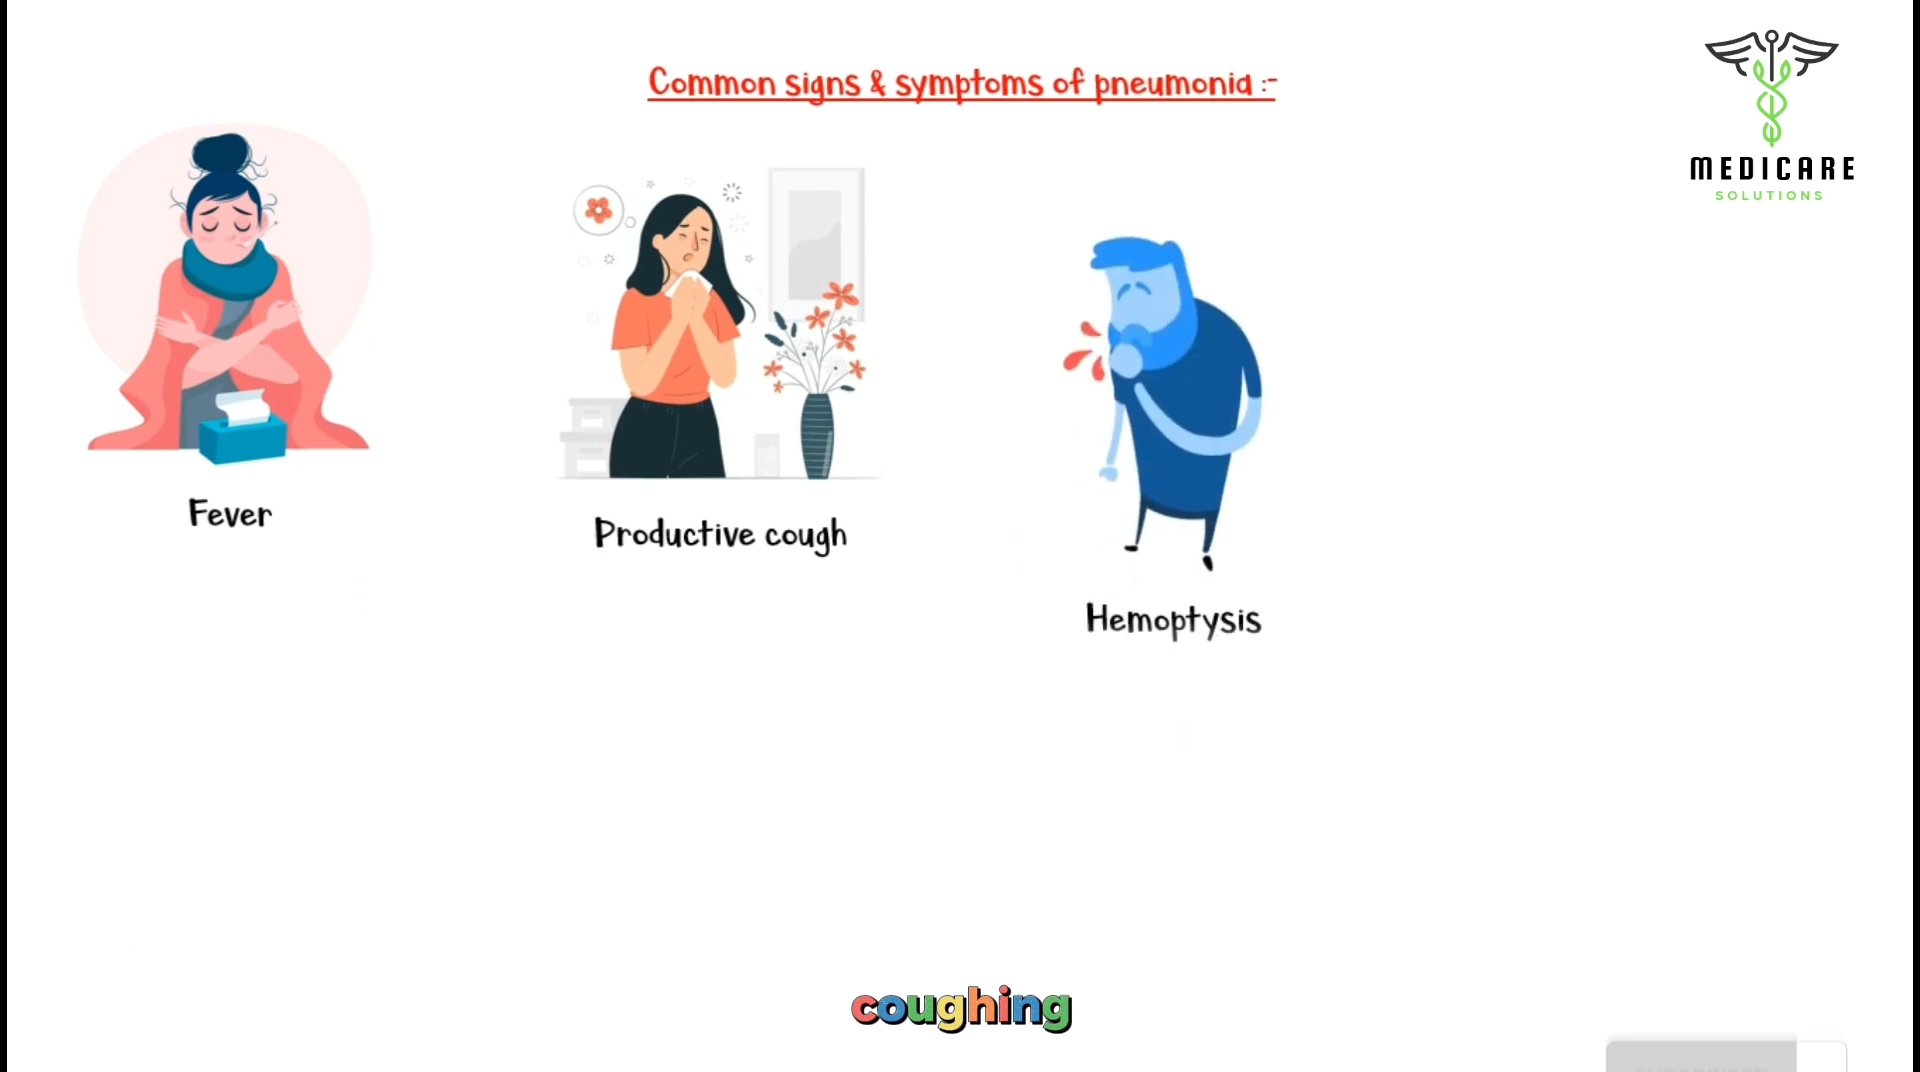 Common signs & symptoms of pneumonia :-
MEDICARE
SOLUTIONS
Fever
Productive cough
Hemoptysis
coughing